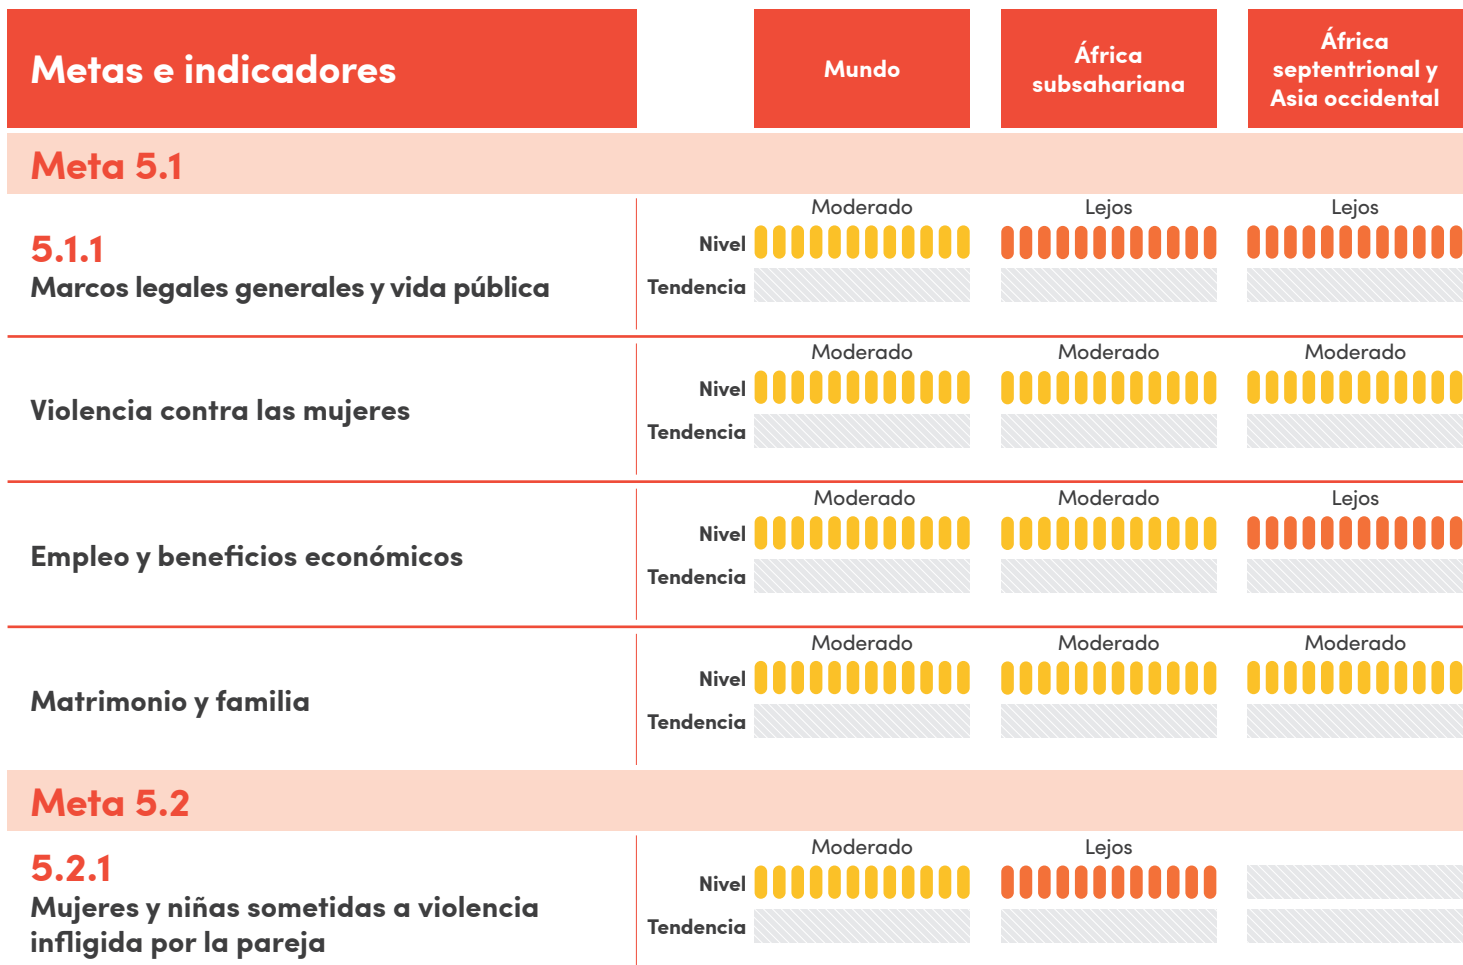 Metas e indicadores
Mundo
África
subsahariana
África
septentrional y
Asia occidental
Meta 5.1
5.1.1
Marcos legales generales y vida pública
Moderado
Lejos
Lejos
Nivel
Tendencia
Violencia contra las mujeres
Moderado
Moderado
Moderado
Nivel
Tendencia
Empleo y beneficios económicos
Moderado
Moderado
Lejos
Nivel
Tendencia
Matrimonio y familia
Moderado
Moderado
Moderado
Nivel
Tendencia
Meta 5.2
5.2.1
Mujeres y niñas sometidas a violencia
infligida por la pareja
Moderado
Lejos
Nivel
Tendencia